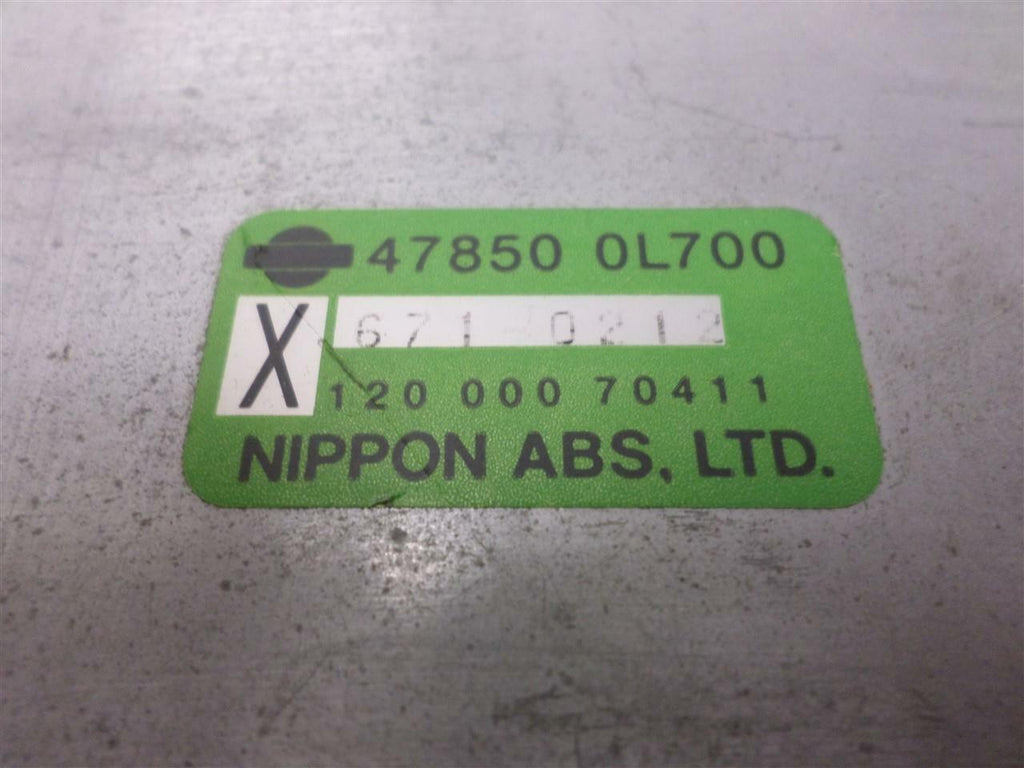 47850 0L700
X 671 0212
120 000 70411
NIPPON ABS, LTD.